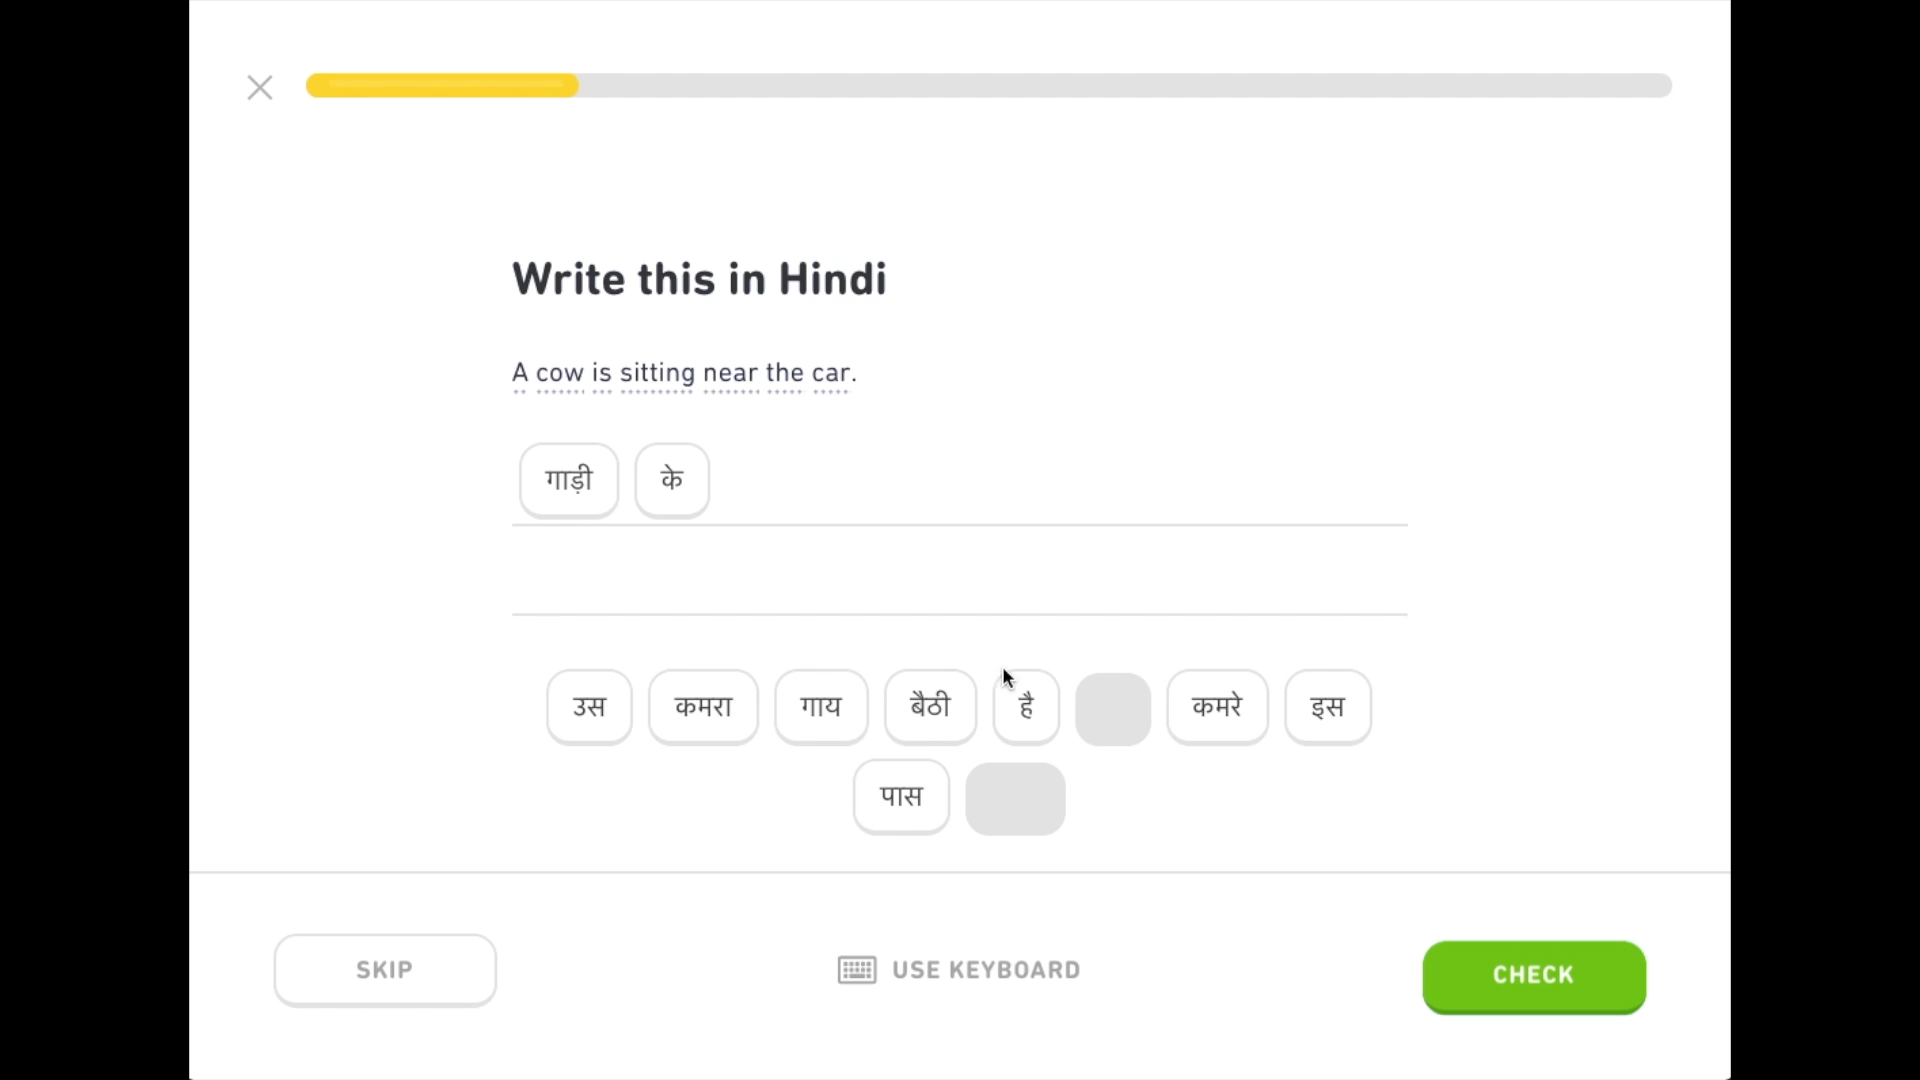 Write this in Hindi
A cow is sitting near the car.
गाड़ी के
उस कमरा गाय बैठी है कमरे इस
पास
SKIP USE KEYBOARD CHECK